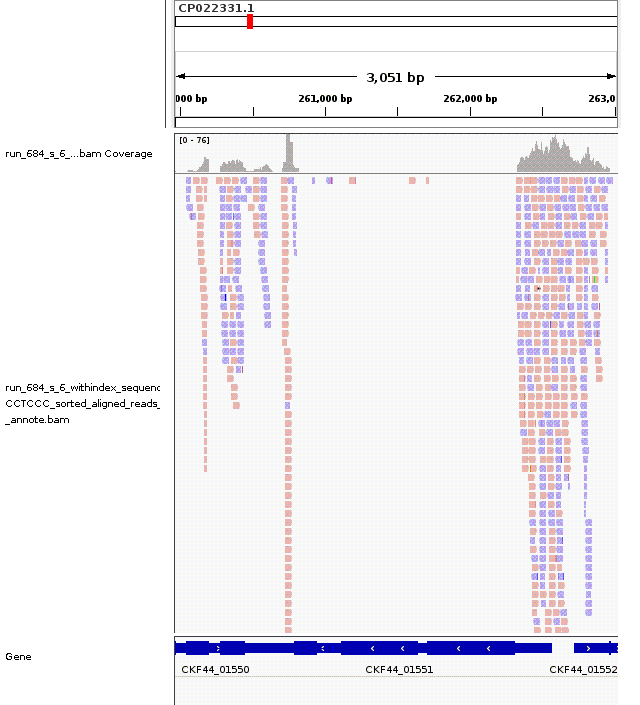 CP022331.1
3,051 bp
000 bp
261,000 bp
262,000 bp
263,0
[0 - 76]
run_684_s_6_...bam Coverage
run_684_s_6_withindex_sequenc
CCTCCC_sorted_aligned_reads_
_annote.bam
Gene
CKF44_01550
CKF44_01551
CKF44_01552